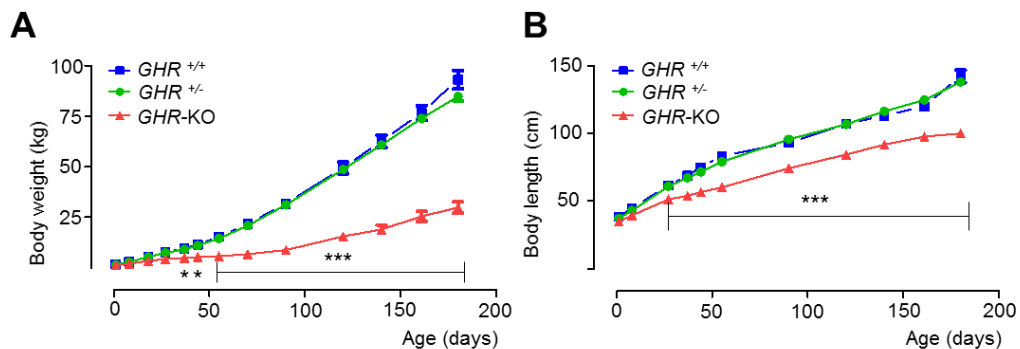 A
GHR +/+
GHR +/-
GHR-KO
Body weight (kg)
100
75
50
25
** ***
0 50 100 150 200
Age (days)
B
GHR +/+
GHR +/-
GHR-KO
Body length (cm)
150
100
50
***
0 50 100 150 200
Age (days)